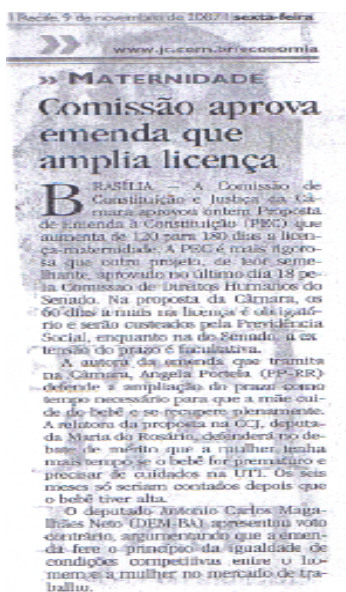 Recife, 9 de novembro de 2007 | sexta-feira
www.jc.com.br/economia
» MATERNIDADE
Comissão aprova
emenda que
amplia licença
BRASÍLIA – A Comissão de
Constituição e Justiça da Câ-
mara aprovou ontem Proposta
de Emenda à Constituição (PEC) que
aumenta de 120 para 180 dias a licen-
ça-maternidade. A PEC é mais rigoro-
sa que outro projeto, de teor seme-
lhante, aprovado no último dia 18 pe-
la Comissão de Direitos Humanos do
Senado. Na proposta da Câmara, os
60 dias a mais na licença é obrigató-
rio e serão custeados pela Previdência
Social, enquanto na do Senado, a ex-
tensão do prazo é facultativa.
A autora da emenda que tramita
na Câmara, Angela Portela (PP-RR)
defende a ampliação do prazo como
tempo necessário para que a mãe cui-
de do bebê e se recupere plenamente.
A relatora da proposta na CCJ, deputa-
da Maria do Rosário, defenderá no de-
bate de mérito que a mulher tenha
mais tempo se o bebê for prematuro e
precisar de cuidados na UTI. Os seis
meses só seriam contados depois que
o bebê tiver alta.
O deputado Antonio Carlos Maga-
lhães Neto (DEM-BA) apresentou voto
contrário, argumentando que a emen-
da fere o princípio da igualdade de
condições competitivas entre o ho-
mem e a mulher no mercado de tra-
balho.